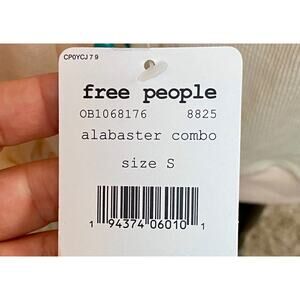 CP0YCJ 7 9
free people
OB1068176 8825
alabaster combo
size S
1 94374 06010 1